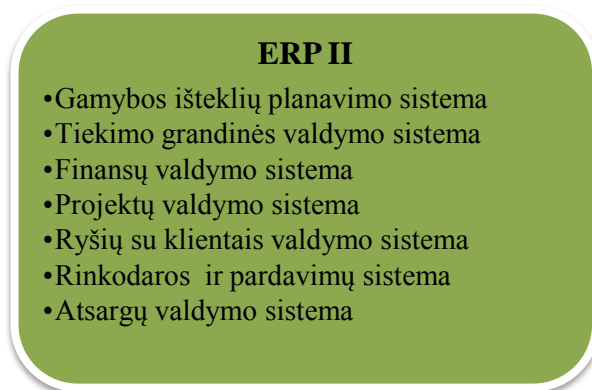 ERP II
•Gamybos išteklių planavimo sistema
•Tiekimo grandinės valdymo sistema
•Finansų valdymo sistema
•Projektų valdymo sistema
•Ryšių su klientais valdymo sistema
•Rinkodaros ir pardavimų sistema
•Atsargų valdymo sistema